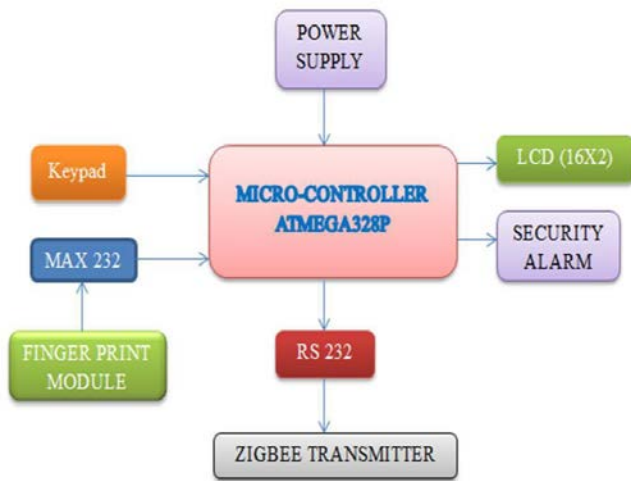 POWER
SUPPLY
Keypad
MICRO-CONTROLLER
ATMEGA328P
LCD (16X2)
MAX 232
SECURITY
ALARM
FINGER PRINT
MODULE
RS 232
ZIGBEE TRANSMITTER